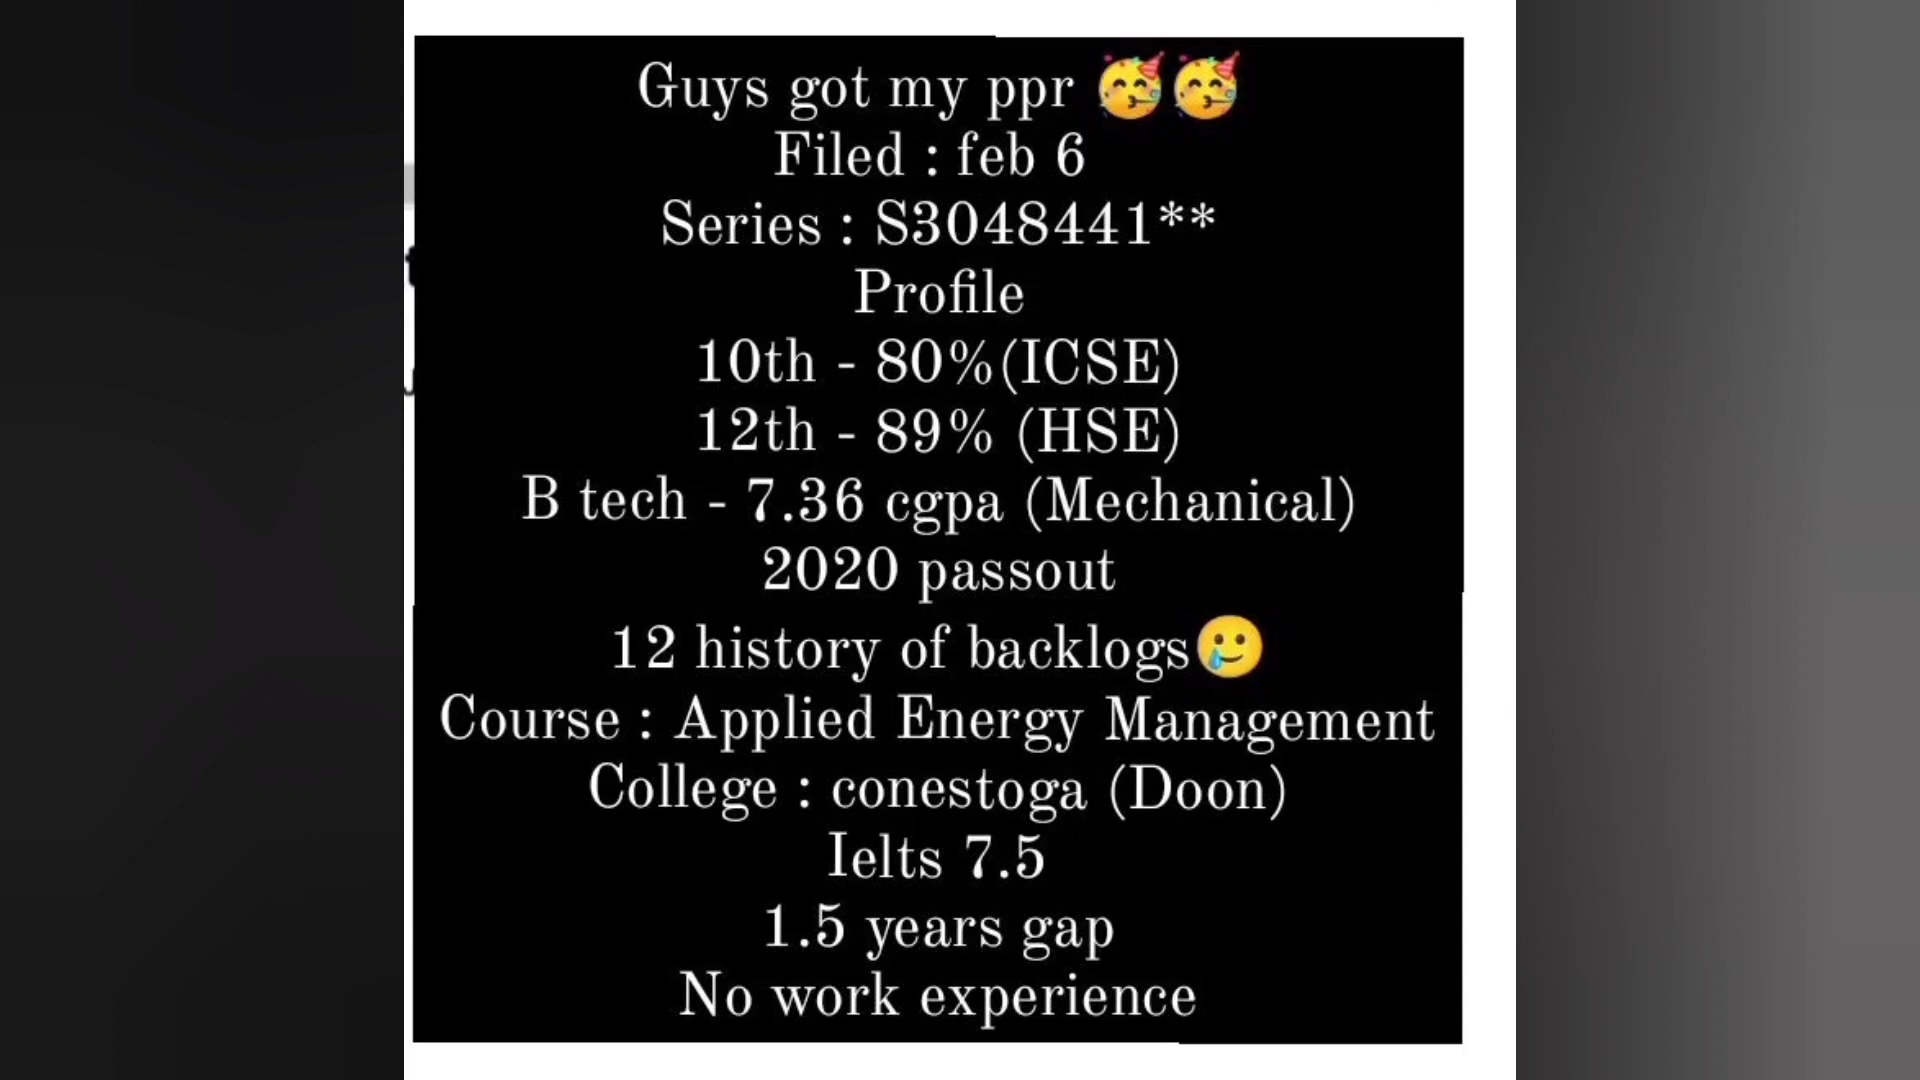 Guys got my ppr 🥳🥳
Filed : feb 6
Series : S3048441**
Profile
10th - 80%(ICSE)
12th - 89% (HSE)
B tech - 7.36 cgpa (Mechanical)
2020 passout
12 history of backlogs🥲
Course : Applied Energy Management
College : conestoga (Doon)
Ielts 7.5
1.5 years gap
No work experience